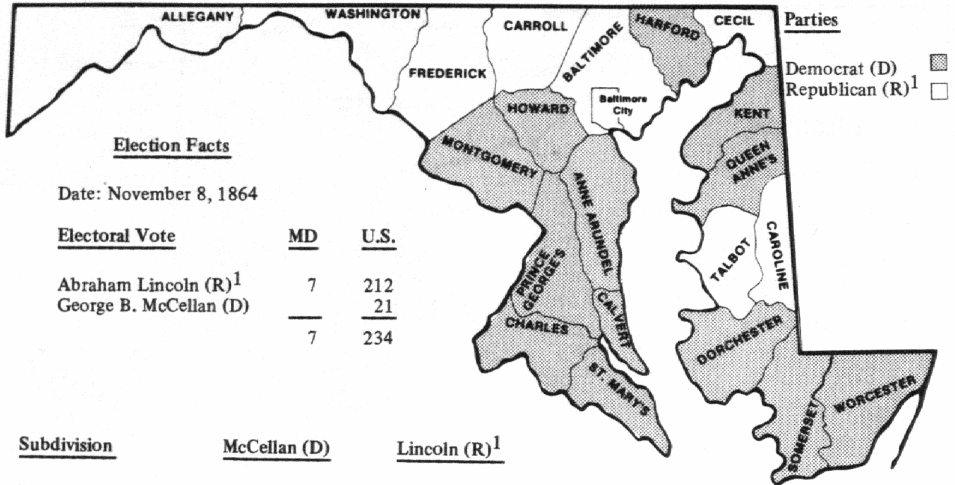 ALLEGANY
WASHINGTON
CARROLL
HARFORD
CECIL
Parties
FREDERICK
BALTIMORE
Democrat (D)
Republican (R)1
Baltimore
City
HOWARD
KENT
MONTGOMERY
QUEEN
ANNE'S
Election Facts
Date: November 8, 1864
Electoral Vote MD U.S.
Abraham Lincoln (R)1 7 212
George B. McCellan (D) 21
7 234
ANNE ARUNDEL
PRINCE
GEORGE'S
TALBOT
CAROLINE
CALVERT
CHARLES
DORCHESTER
ST. MARY'S
SOMERSET
WORCESTER
Subdivision McCellan (D) Lincoln (R)1